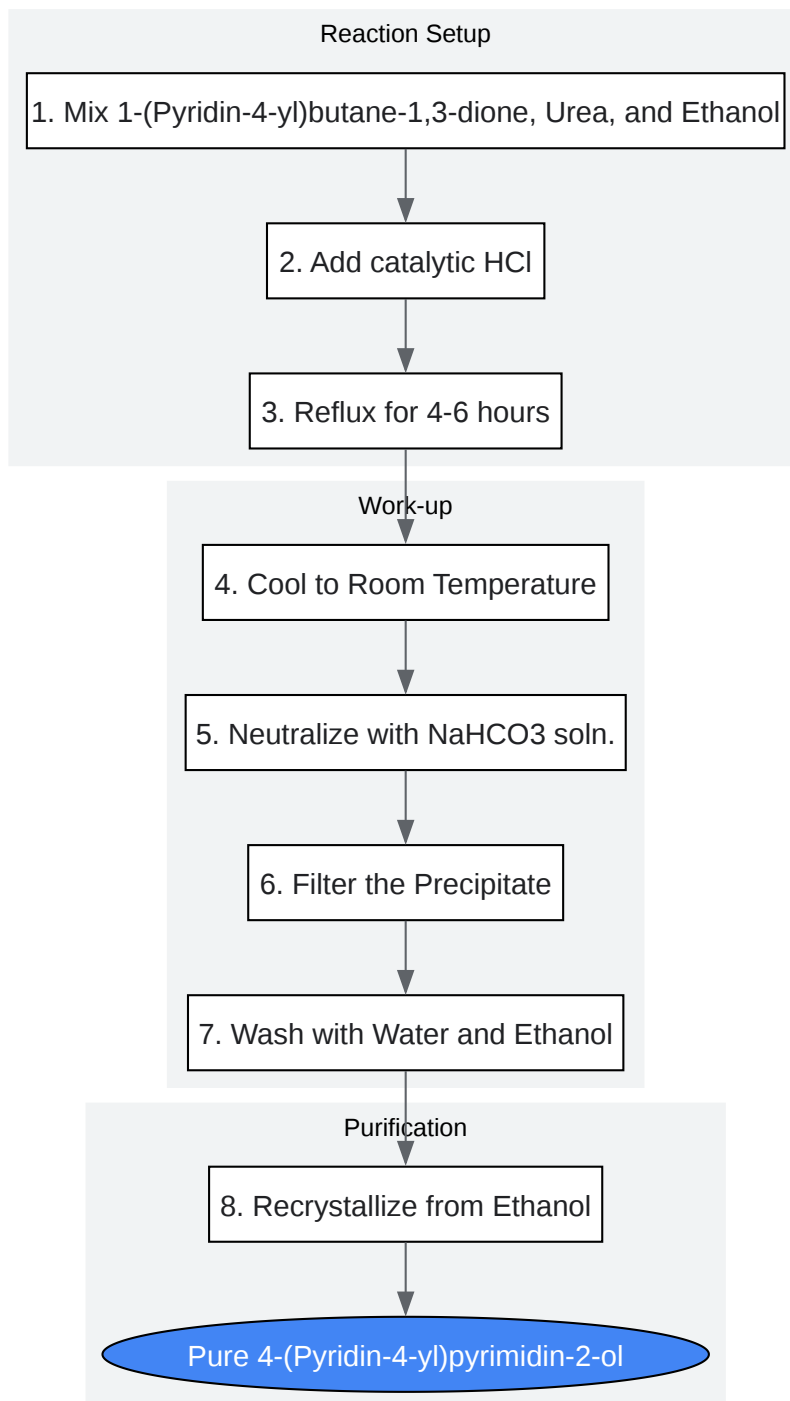 Reaction Setup
1. Mix 1-(Pyridin-4-yl)butane-1,3-dione, Urea, and Ethanol
2. Add catalytic HCl
3. Reflux for 4-6 hours
Work-up
4. Cool to Room Temperature
5. Neutralize with NaHCO3 soln.
6. Filter the Precipitate
7. Wash with Water and Ethanol
Purification
8. Recrystallize from Ethanol
Pure 4-(Pyridin-4-yl)pyrimidin-2-ol